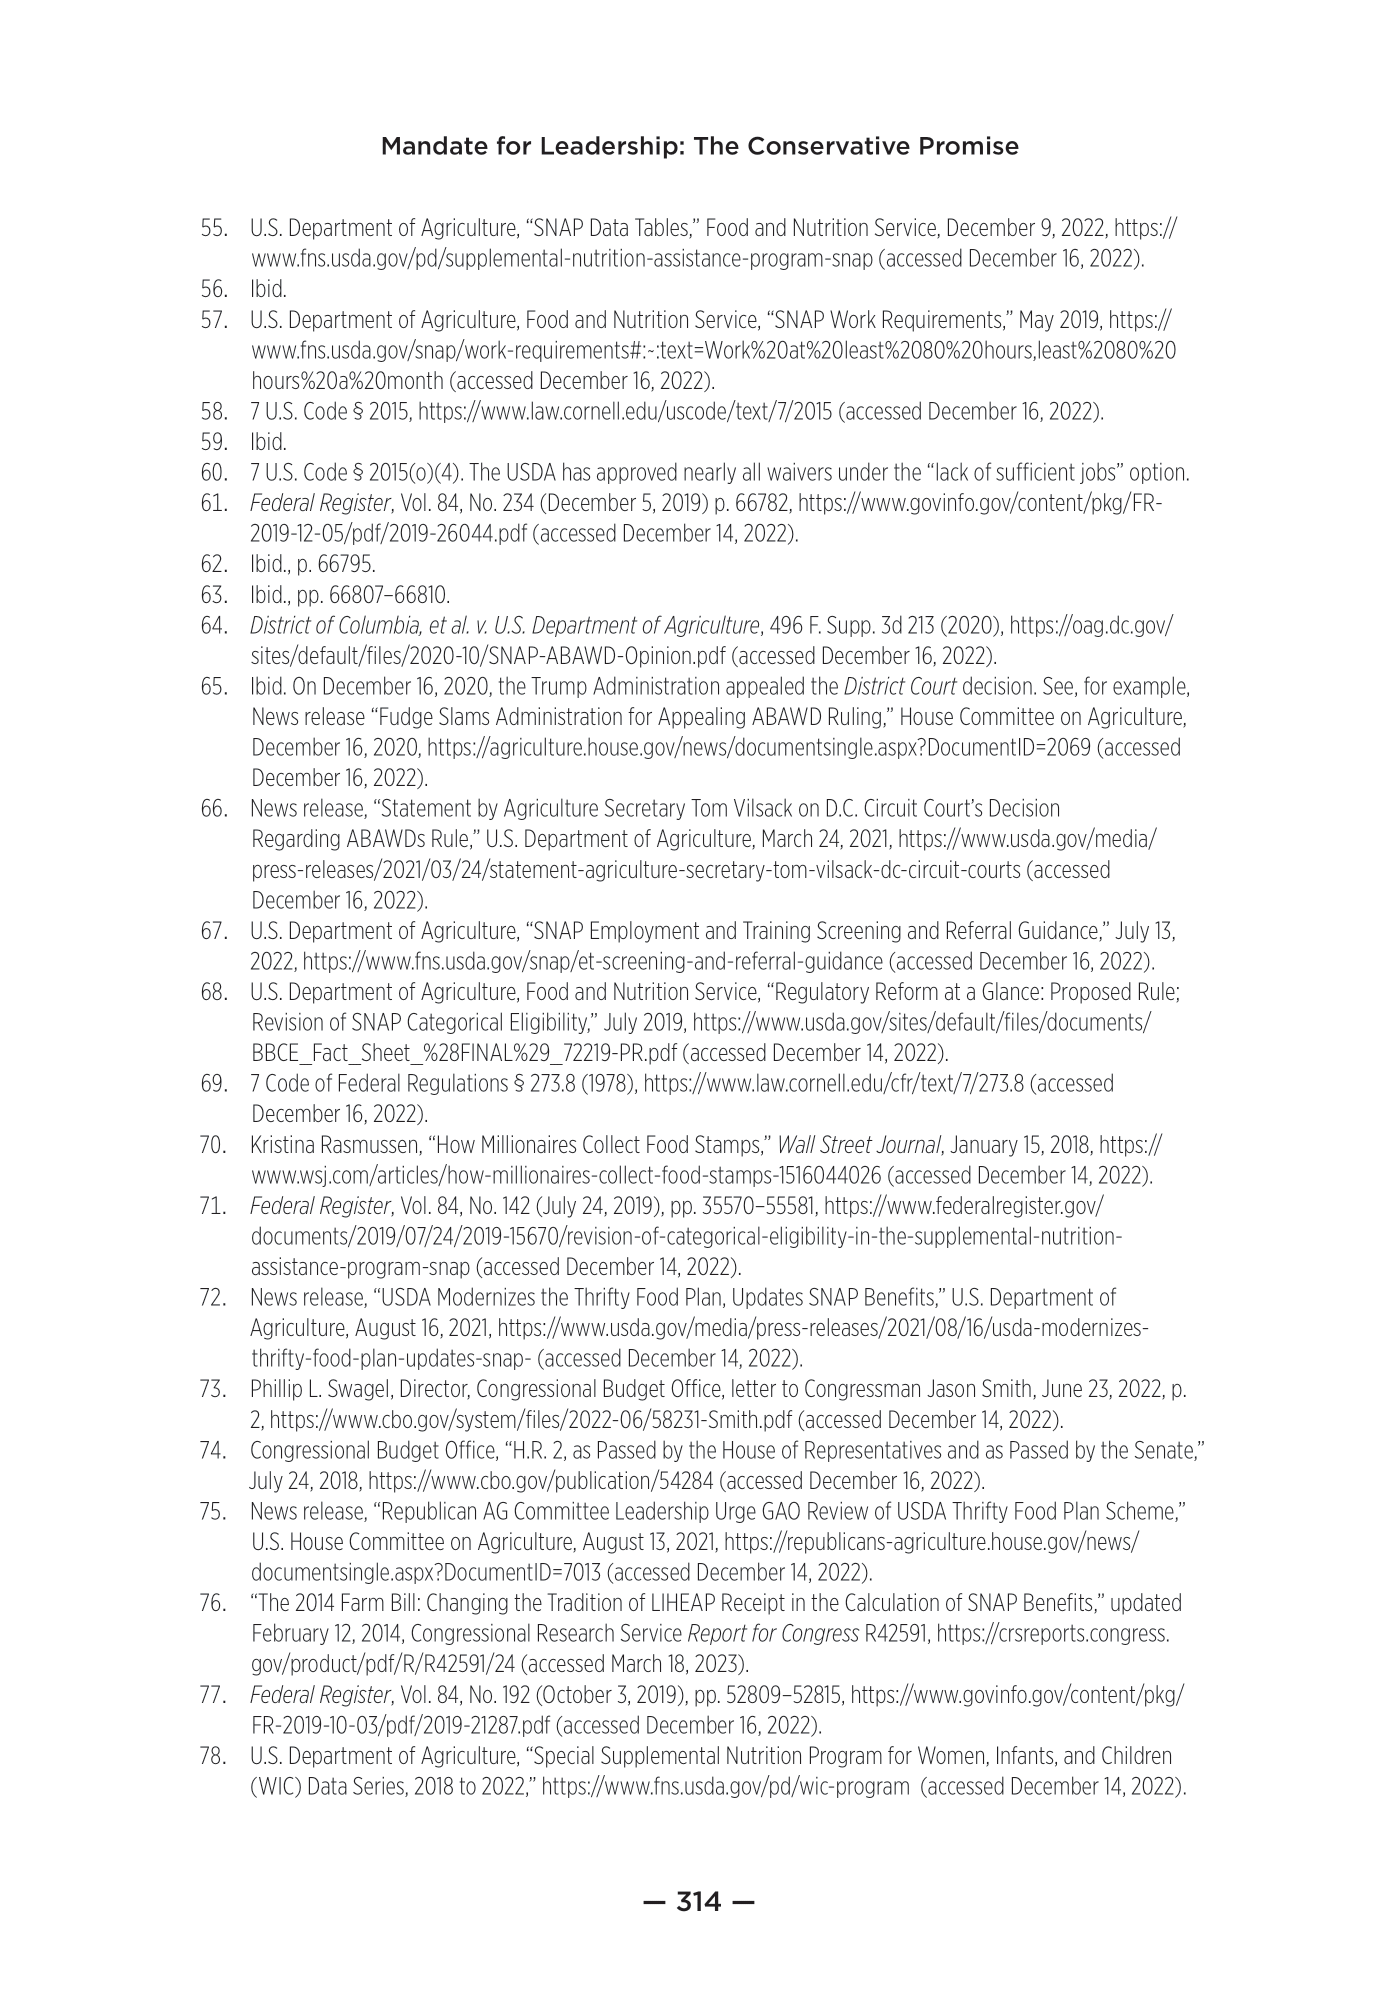 Mandate for Leadership: The Conservative Promise
55. U.S. Department of Agriculture, “SNAP Data Tables,” Food and Nutrition Service, December 9, 2022, https://
www.fns.usda.gov/pd/supplemental-nutrition-assistance-program-snap (accessed December 16, 2022).
56. Ibid.
57. U.S. Department of Agriculture, Food and Nutrition Service, “SNAP Work Requirements,” May 2019, https://
www.fns.usda.gov/snap/work-requirements#:~:text=Work%20at%20least%2080%20hours,least%2080%20
hours%20a%20month (accessed December 16, 2022).
58. 7 U.S. Code § 2015, https://www.law.cornell.edu/uscode/text/7/2015 (accessed December 16, 2022).
59. Ibid.
60. 7 U.S. Code § 2015(o)(4). The USDA has approved nearly all waivers under the “lack of sufficient jobs” option.
61. Federal Register, Vol. 84, No. 234 (December 5, 2019) p. 66782, https://www.govinfo.gov/content/pkg/FR-
2019-12-05/pdf/2019-26044.pdf (accessed December 14, 2022).
62. Ibid., p. 66795.
63. Ibid., pp. 66807–66810.
64. District of Columbia, et al. v. U.S. Department of Agriculture, 496 F. Supp. 3d 213 (2020), https://oag.dc.gov/
sites/default/files/2020-10/SNAP-ABAWD-Opinion.pdf (accessed December 16, 2022).
65. Ibid. On December 16, 2020, the Trump Administration appealed the District Court decision. See, for example,
News release “Fudge Slams Administration for Appealing ABAWD Ruling,” House Committee on Agriculture,
December 16, 2020, https://agriculture.house.gov/news/documentsingle.aspx?DocumentID=2069 (accessed
December 16, 2022).
66. News release, “Statement by Agriculture Secretary Tom Vilsack on D.C. Circuit Court’s Decision
Regarding ABAWDs Rule,” U.S. Department of Agriculture, March 24, 2021, https://www.usda.gov/media/
press-releases/2021/03/24/statement-agriculture-secretary-tom-vilsack-dc-circuit-courts (accessed
December 16, 2022).
67. U.S. Department of Agriculture, “SNAP Employment and Training Screening and Referral Guidance,” July 13,
2022, https://www.fns.usda.gov/snap/et-screening-and-referral-guidance (accessed December 16, 2022).
68. U.S. Department of Agriculture, Food and Nutrition Service, “Regulatory Reform at a Glance: Proposed Rule;
Revision of SNAP Categorical Eligibility,” July 2019, https://www.usda.gov/sites/default/files/documents/
BBCE_Fact_Sheet_%28FINAL%29_72219-PR.pdf (accessed December 14, 2022).
69. 7 Code of Federal Regulations § 273.8 (1978), https://www.law.cornell.edu/cfr/text/7/273.8 (accessed
December 16, 2022).
70. Kristina Rasmussen, “How Millionaires Collect Food Stamps,” Wall Street Journal, January 15, 2018, https://
www.wsj.com/articles/how-millionaires-collect-food-stamps-1516044026 (accessed December 14, 2022).
71. Federal Register, Vol. 84, No. 142 (July 24, 2019), pp. 35570–55581, https://www.federalregister.gov/
documents/2019/07/24/2019-15670/revision-of-categorical-eligibility-in-the-supplemental-nutrition-
assistance-program-snap (accessed December 14, 2022).
72. News release, “USDA Modernizes the Thrifty Food Plan, Updates SNAP Benefits,” U.S. Department of
Agriculture, August 16, 2021, https://www.usda.gov/media/press-releases/2021/08/16/usda-modernizes-
thrifty-food-plan-updates-snap- (accessed December 14, 2022).
73. Phillip L. Swagel, Director, Congressional Budget Office, letter to Congressman Jason Smith, June 23, 2022, p.
2, https://www.cbo.gov/system/files/2022-06/58231-Smith.pdf (accessed December 14, 2022).
74. Congressional Budget Office, “H.R. 2, as Passed by the House of Representatives and as Passed by the Senate,”
July 24, 2018, https://www.cbo.gov/publication/54284 (accessed December 16, 2022).
75. News release, “Republican AG Committee Leadership Urge GAO Review of USDA Thrifty Food Plan Scheme,”
U.S. House Committee on Agriculture, August 13, 2021, https://republicans-agriculture.house.gov/news/
documentsingle.aspx?DocumentID=7013 (accessed December 14, 2022).
76. “The 2014 Farm Bill: Changing the Tradition of LIHEAP Receipt in the Calculation of SNAP Benefits,” updated
February 12, 2014, Congressional Research Service Report for Congress R42591, https://crsreports.congress.
gov/product/pdf/R/R42591/24 (accessed March 18, 2023).
77. Federal Register, Vol. 84, No. 192 (October 3, 2019), pp. 52809–52815, https://www.govinfo.gov/content/pkg/
FR-2019-10-03/pdf/2019-21287.pdf (accessed December 16, 2022).
78. U.S. Department of Agriculture, “Special Supplemental Nutrition Program for Women, Infants, and Children
(WIC) Data Series, 2018 to 2022,” https://www.fns.usda.gov/pd/wic-program (accessed December 14, 2022).
— 314 —